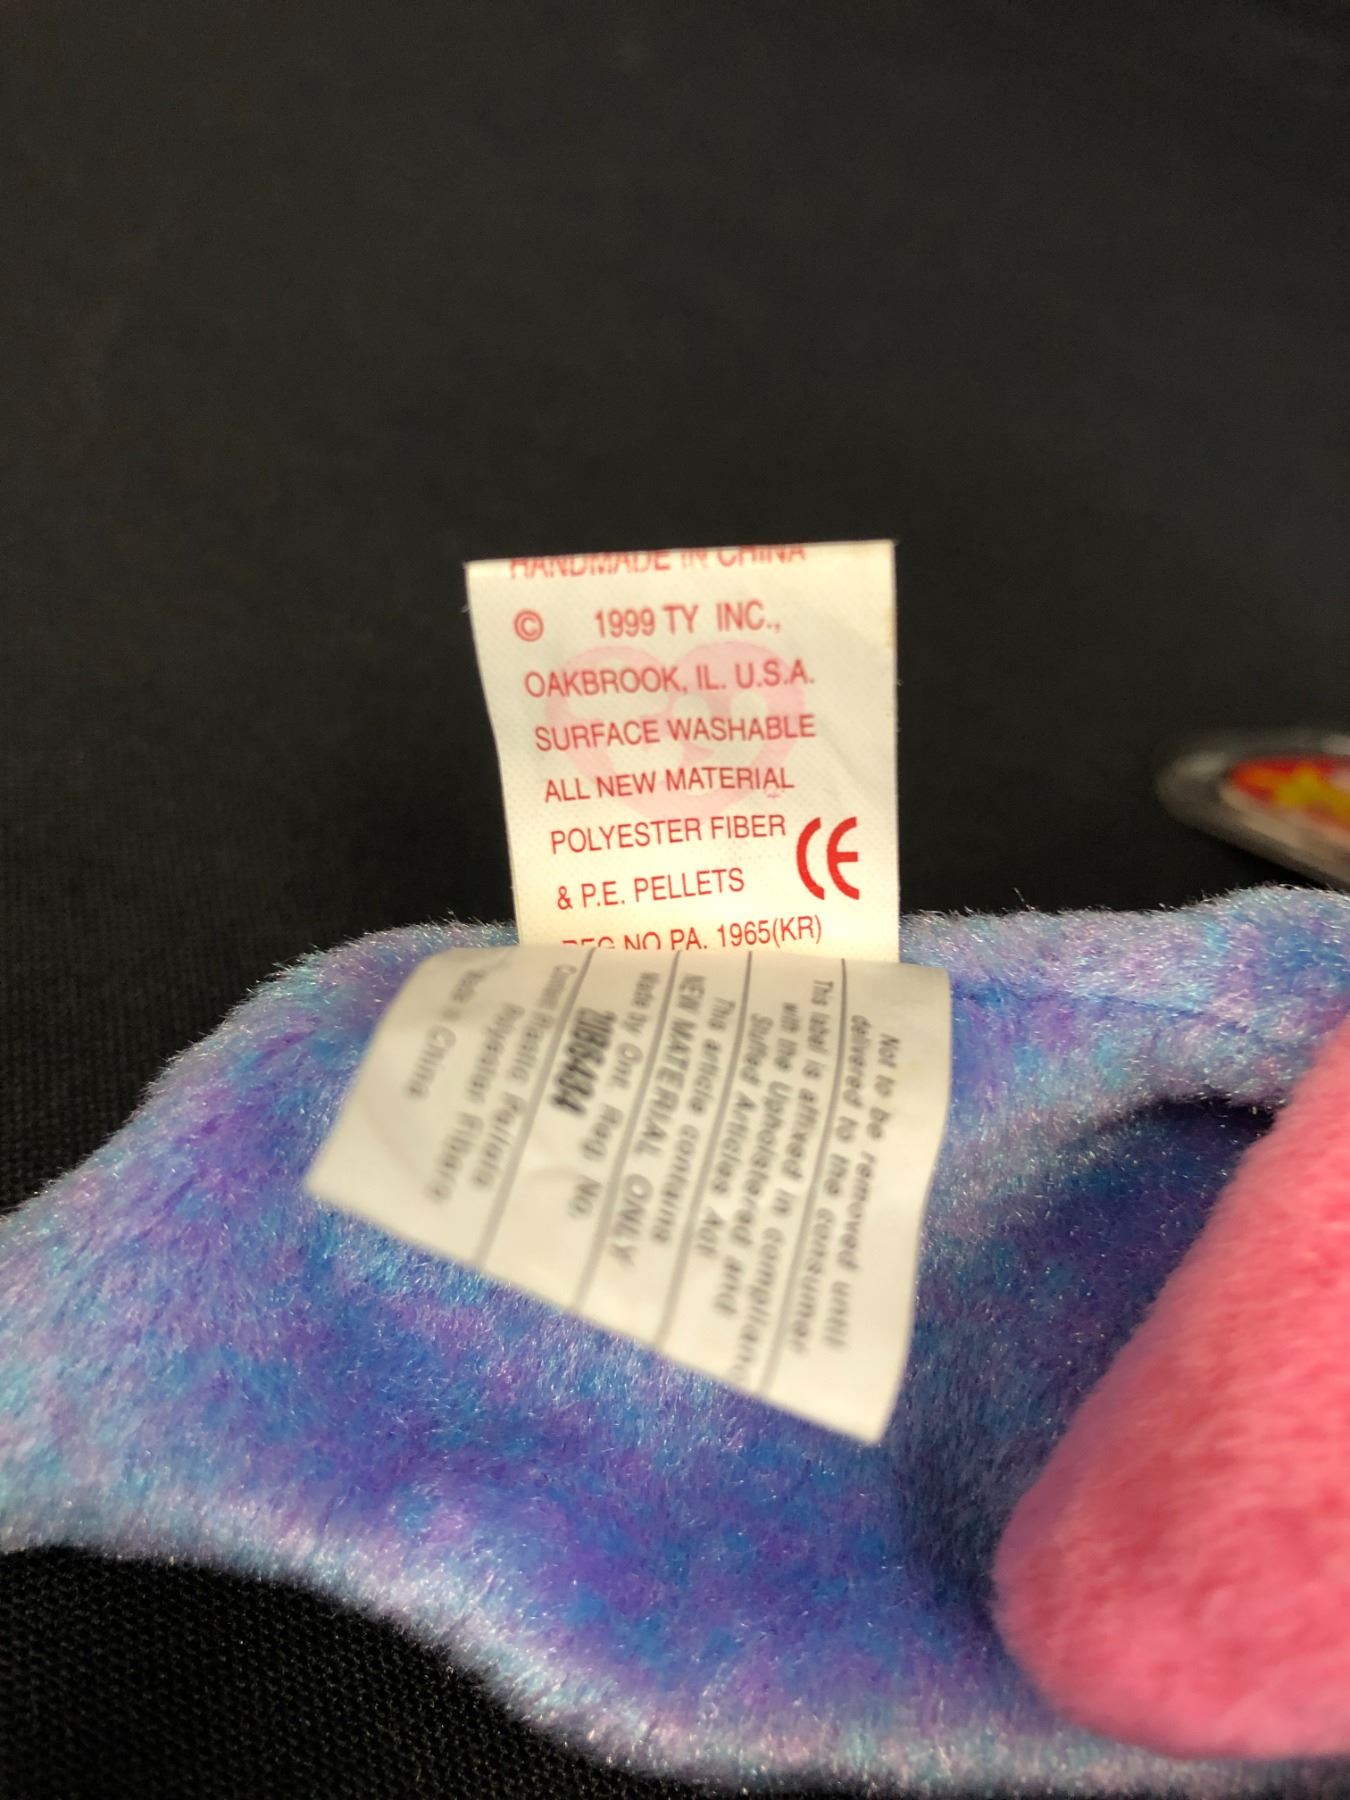 HANDMADE IN CHINA
© 1999 TY INC.,
OAKBROOK, IL. U.S.A.
SURFACE WASHABLE
ALL NEW MATERIAL
POLYESTER FIBER
& P.E. PELLETS
CE
REG NO PA. 1965(KR)
Not to be removed until
delivered to the consumer
This label is affixed in compliance
with the Upholstered and
Stuffed Articles Act
This article contains
NEW MATERIAL ONLY
Made by Ont. Reg No.
20B6484
Content Plastic Pellets
Polyester Fibers
Made in China